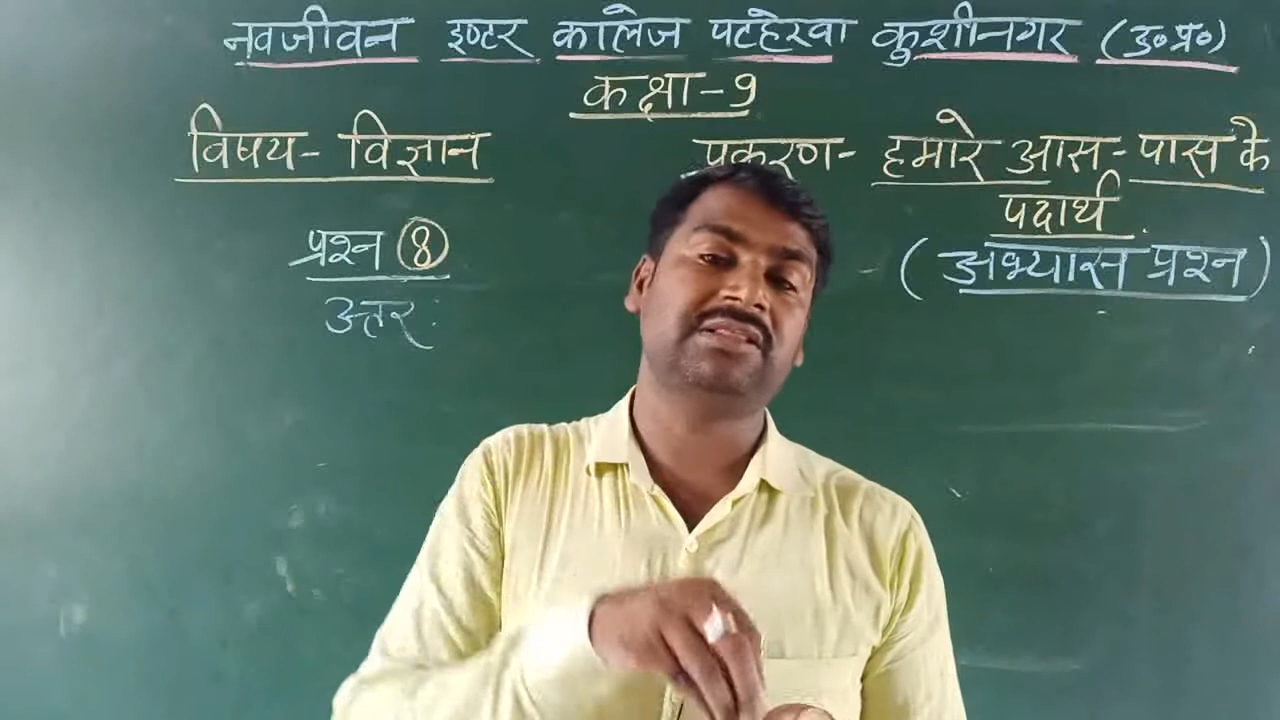 नवजीवन इण्टर कालेज पटहेरवा कुशीनगर (उ०प्र०)
कक्षा-9
विषय- विज्ञान
प्रकरण- हमारे आस-पास के
पदार्थ
(अभ्यास प्रश्न)
प्रश्न 8
उत्तर: